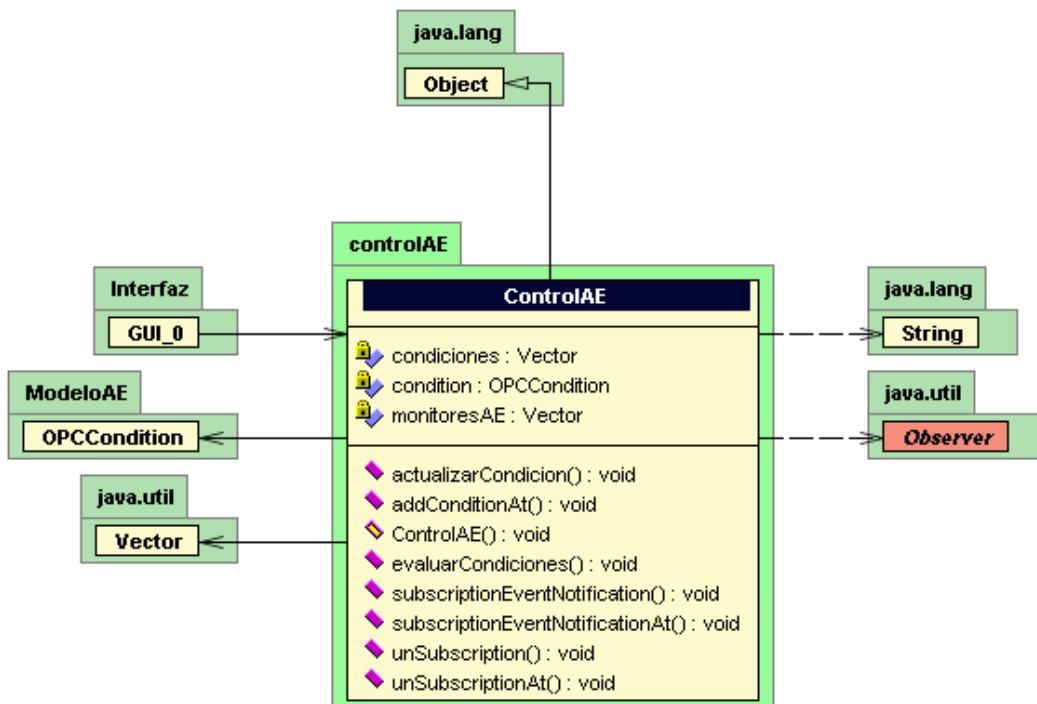 java.lang
Object
controlAE
Interfaz
GUI_0
ModeloAE
OPCCondition
java.util
Vector
ControlAE
condiciones : Vector
condition : OPCCondition
monitoresAE : Vector
actualizarCondicion() : void
addConditionAt() : void
ControlAE() : void
evaluarCondiciones() : void
subscriptionEventNotification() : void
subscriptionEventNotificationAt() : void
unSubscription() : void
unSubscriptionAt() : void
java.lang
String
java.util
Observer